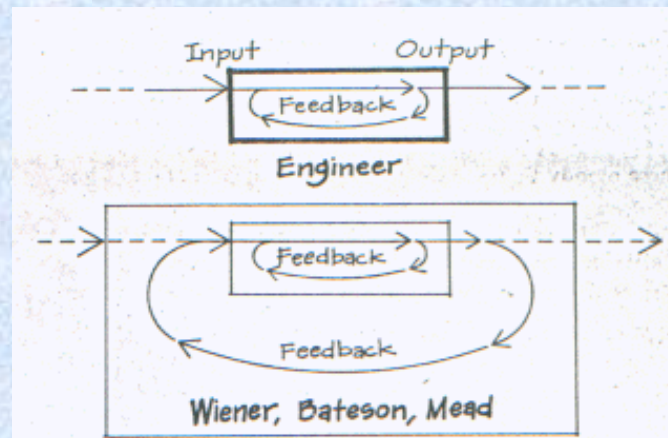 Input Output
Feedback
Engineer
Feedback
Feedback
Wiener, Bateson, Mead